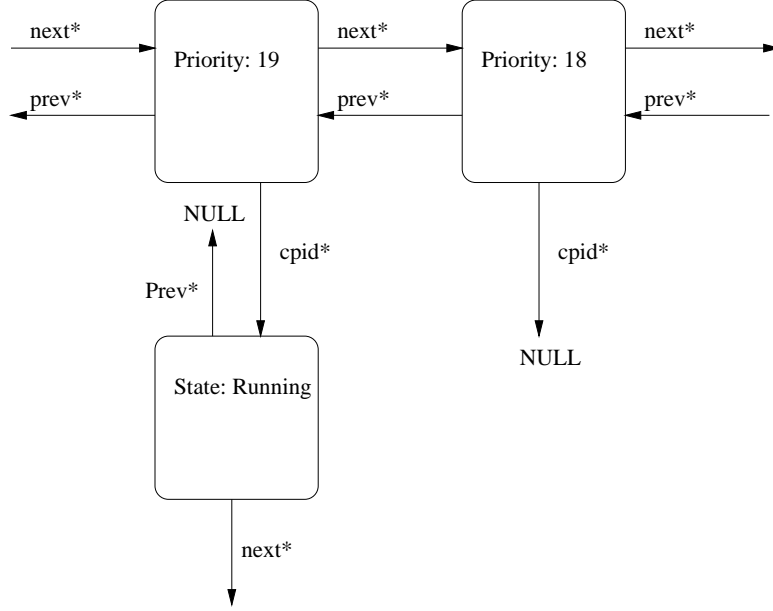 next*
next*
next*
Priority: 19
Priority: 18
prev*
prev*
prev*
NULL
cpid*
cpid*
Prev*
NULL
State: Running
next*